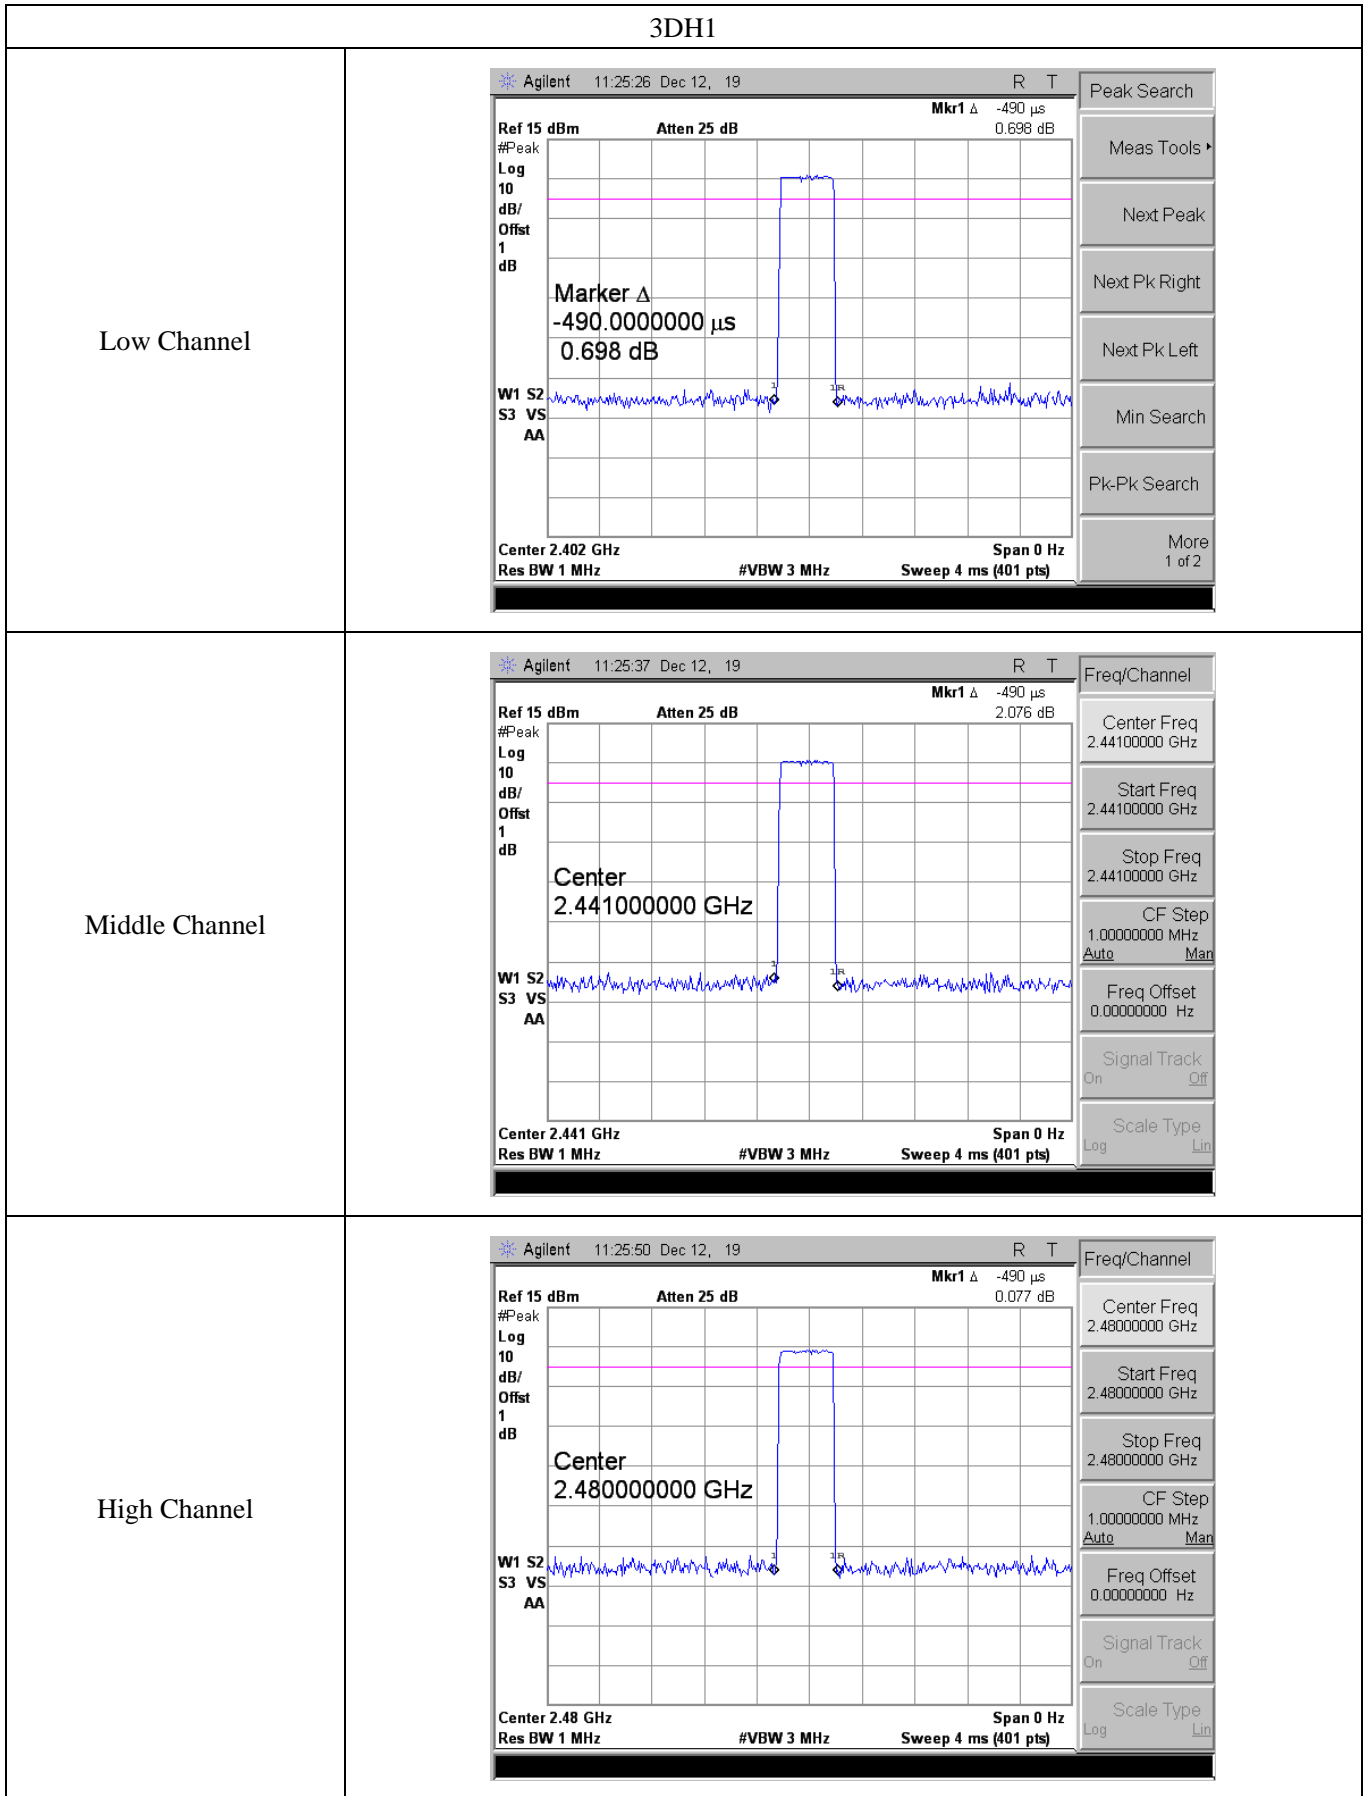 3DH1
Low Channel
Agilent 11:25:26 Dec 12, 19 R T
Mkr1 Δ -490 μs
Ref 15 dBm Atten 25 dB 0.698 dB
#Peak
Log
10
dB/
Offst
1
dB
Marker Δ
-490.0000000 μs
0.698 dB
1 1R
W1 S2
S3 VS
AA
Center 2.402 GHz Span 0 Hz
Res BW 1 MHz #VBW 3 MHz Sweep 4 ms (401 pts)
Peak Search
Meas Tools
Next Peak
Next Pk Right
Next Pk Left
Min Search
Pk-Pk Search
More
1 of 2
Middle Channel
Agilent 11:25:37 Dec 12, 19 R T
Mkr1 Δ -490 μs
Ref 15 dBm Atten 25 dB 2.076 dB
#Peak
Log
10
dB/
Offst
1
dB
Center
2.441000000 GHz
1 1R
W1 S2
S3 VS
AA
Center 2.441 GHz Span 0 Hz
Res BW 1 MHz #VBW 3 MHz Sweep 4 ms (401 pts)
Freq/Channel
Center Freq
2.44100000 GHz
Start Freq
2.44100000 GHz
Stop Freq
2.44100000 GHz
CF Step
1.00000000 MHz
Auto Man
Freq Offset
0.00000000 Hz
Signal Track
On Off
Scale Type
Log Lin
High Channel
Agilent 11:25:50 Dec 12, 19 R T
Mkr1 Δ -490 μs
Ref 15 dBm Atten 25 dB 0.077 dB
#Peak
Log
10
dB/
Offst
1
dB
Center
2.480000000 GHz
1 1R
W1 S2
S3 VS
AA
Center 2.48 GHz Span 0 Hz
Res BW 1 MHz #VBW 3 MHz Sweep 4 ms (401 pts)
Freq/Channel
Center Freq
2.48000000 GHz
Start Freq
2.48000000 GHz
Stop Freq
2.48000000 GHz
CF Step
1.00000000 MHz
Auto Man
Freq Offset
0.00000000 Hz
Signal Track
On Off
Scale Type
Log Lin